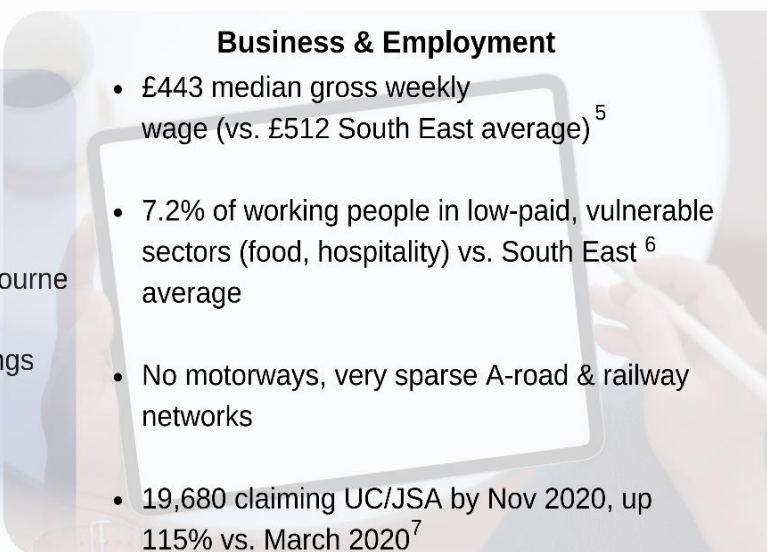 Business & Employment
• £443 median gross weekly
wage (vs. £512 South East average) 5
• 7.2% of working people in low-paid, vulnerable
sectors (food, hospitality) vs. South East 6
average
ourne
ngs
• No motorways, very sparse A-road & railway
networks
• 19,680 claiming UC/JSA by Nov 2020, up
115% vs. March 2020 7